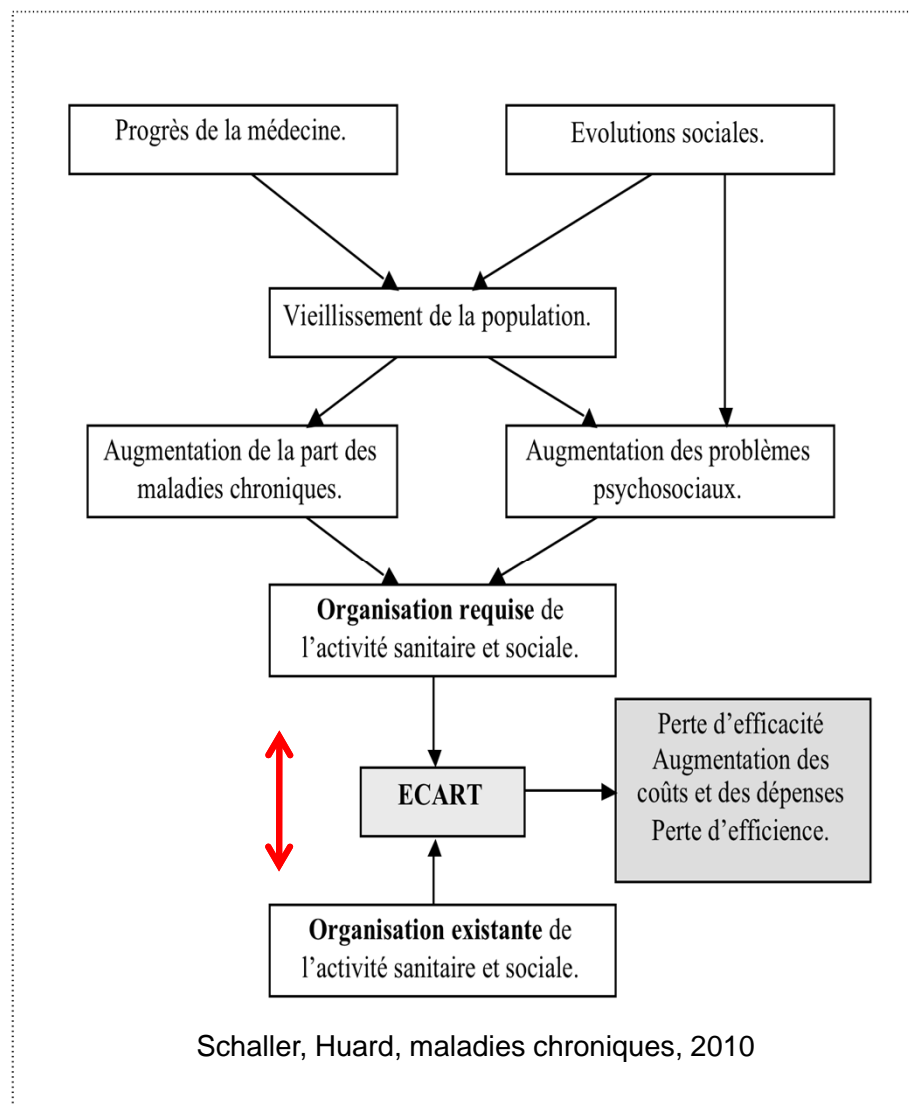 Progrès de la médecine.
Evolutions sociales.
Vieillissement de la population.
Augmentation de la part des
maladies chroniques.
Augmentation des problèmes
psychosociaux.
Organisation requise de
l’activité sanitaire et sociale.
Perte d’efficacité
Augmentation des
coûts et des dépenses
Perte d’efficience.
ECART
Organisation existante de
l’activité sanitaire et sociale.
Schaller, Huard, maladies chroniques, 2010